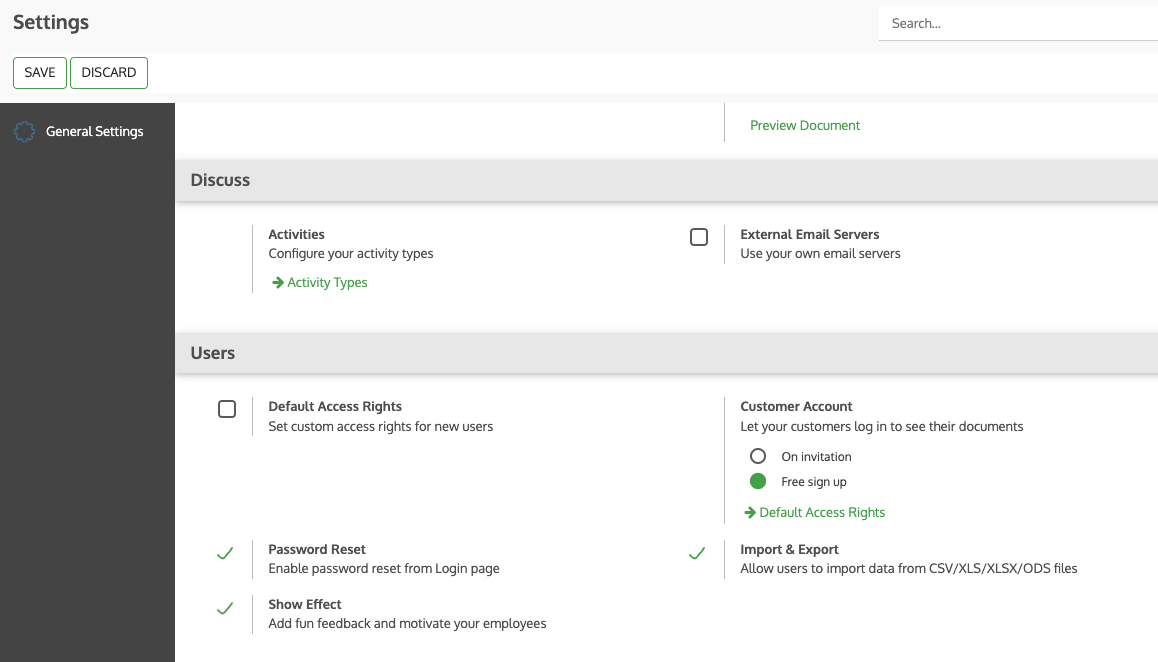 Settings
Search...
SAVE
DISCARD
General Settings
Preview Document
Discuss
Activities
Configure your activity types
Activity Types
External Email Servers
Use your own email servers
Users
Default Access Rights
Set custom access rights for new users
Customer Account
Let your customers log in to see their documents
On invitation
Free sign up
Default Access Rights
Password Reset
Enable password reset from Login page
Import & Export
Allow users to import data from CSV/XLS/XLSX/ODS files
Show Effect
Add fun feedback and motivate your employees